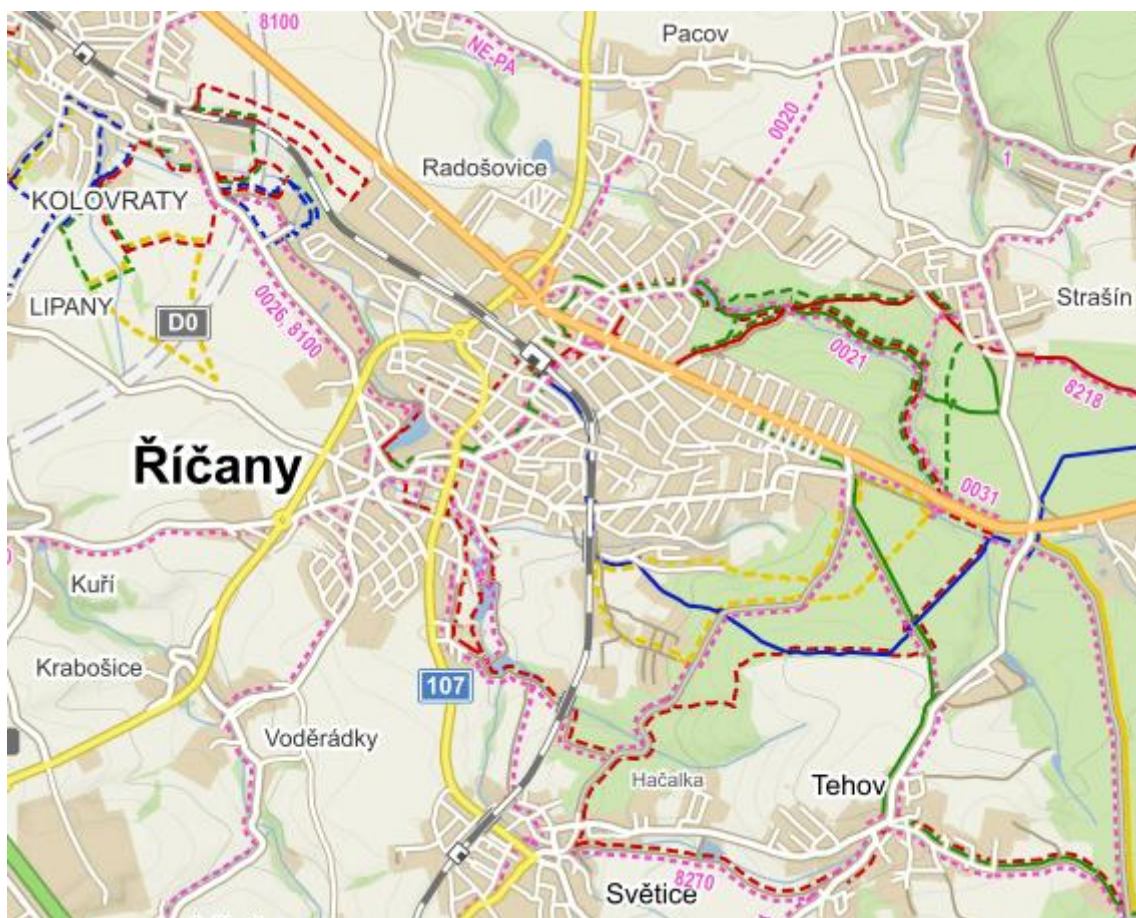 8100
Pacov
NE-PA
0020
Radošovice
1
KOLOVRATY
LIPANY
D0
0026, 8100
Strašín
0021
8218
Říčany
0031
Kuří
Krabošice
107
Voděrádky
Hačalka
Tehov
8270
Světice